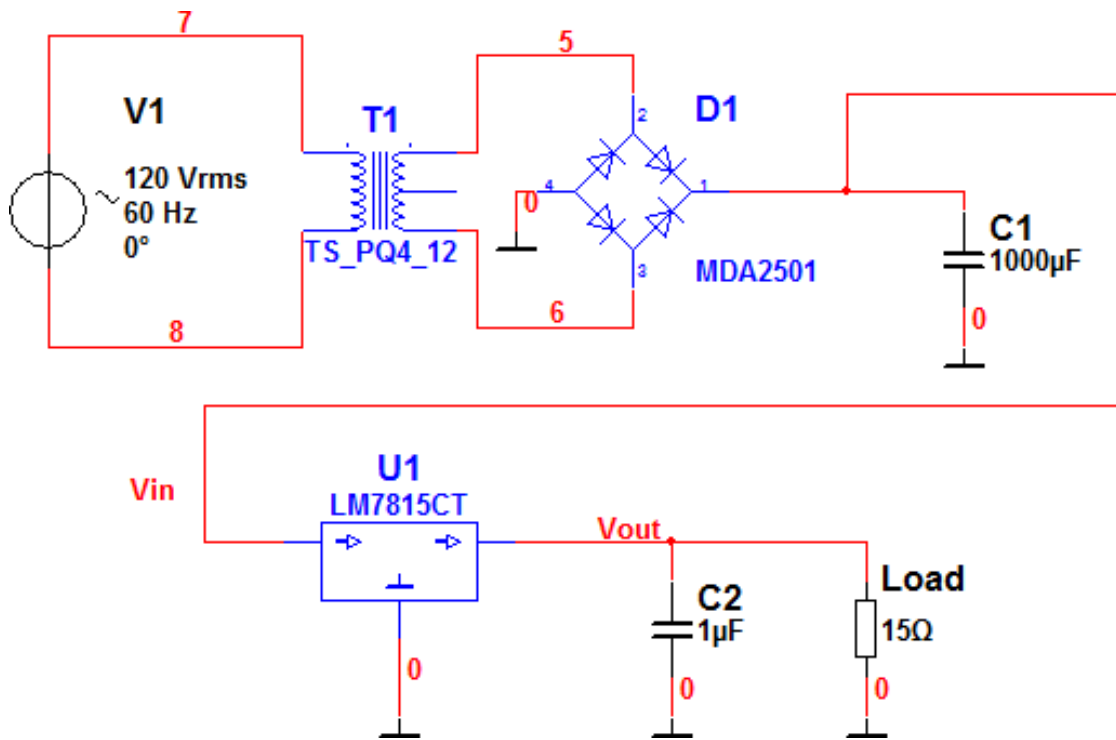 7
5
V1
T1
D1
2
120 Vrms
60 Hz
0°
4
1
0
TS_PQ4_12
3
MDA2501
C1
1000µF
8
6
0
Vin
U1
LM7815CT
Vout
C2
1µF
Load
15Ω
0
0
0